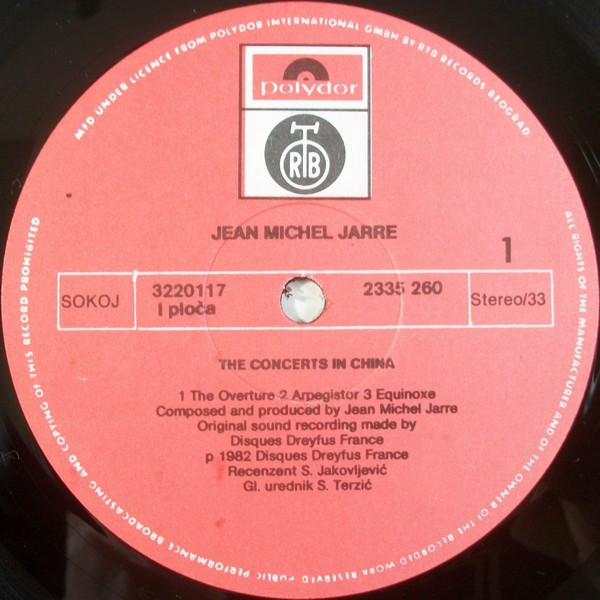 MFD UNDER LICENCE FROM POLYDOR INTERNATIONAL GMBH BY RTB RECORDS BEOGRAD
polydor
RTB
JEAN MICHEL JARRE
1
SOKOJ
3220117
I ploča
2335 260
Stereo/33
THE CONCERTS IN CHINA
1 The Overture 2 Arpegistor 3 Equinoxe
Composed and produced by Jean Michel Jarre
Original sound recording made by
Disques Dreyfus France
p 1982 Disques Dreyfus France
Recenzent S. Jakovljević
Gl. urednik S. Terzić
ALL RIGHTS OF THE MANUFACTURER AND OF THE OWNER OF THE RECORDED WORK RESERVED PUBLIC PERFORMANCE BROADCASTING AND COPYING OF THIS RECORD PROHIBITED